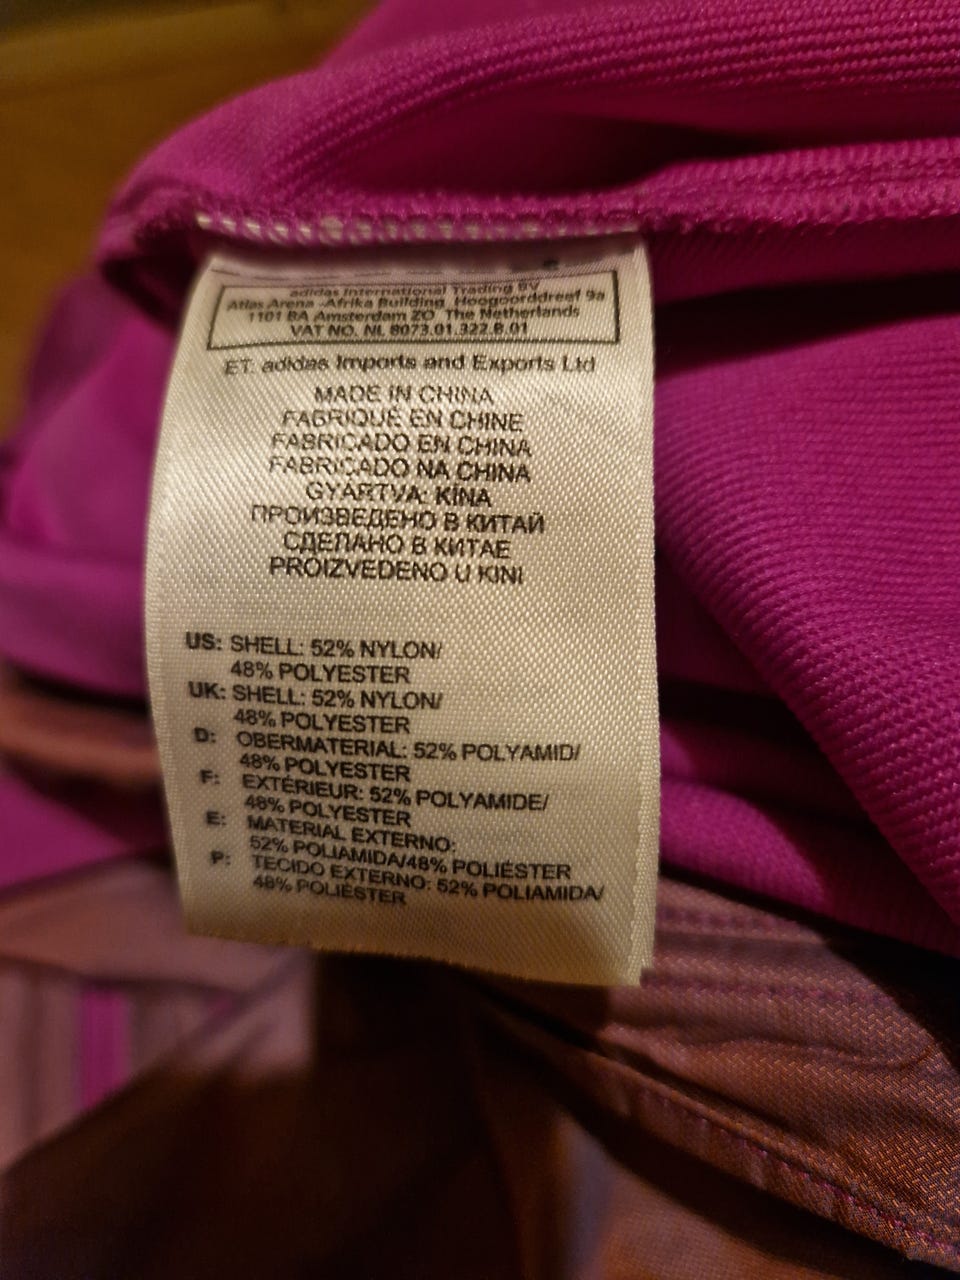 adidas International Trading BV
Atlas Arena -Afrika Building Hoogoorddreef 9a
1101 BA Amsterdam ZO The Netherlands
VAT NO. NL 8073.01.322.B.01
ET. adidas Imports and Exports Ltd
MADE IN CHINA
FABRIQUÉ EN CHINE
FABRICADO EN CHINA
FABRICADO NA CHINA
GYÁRTVA: KÍNA
ПРОИЗВЕДЕНО В КИТАЙ
СДЕЛАНО В КИТАЕ
PROIZVEDENO U KINI
US: SHELL: 52% NYLON/
48% POLYESTER
UK: SHELL: 52% NYLON/
48% POLYESTER
D: OBERMATERIAL: 52% POLYAMID/
48% POLYESTER
F: EXTÉRIEUR: 52% POLYAMIDE/
48% POLYESTER
E: MATERIAL EXTERNO:
52% POLIAMIDA/48% POLIÉSTER
P: TECIDO EXTERNO: 52% POLIAMIDA/
48% POLIÉSTER